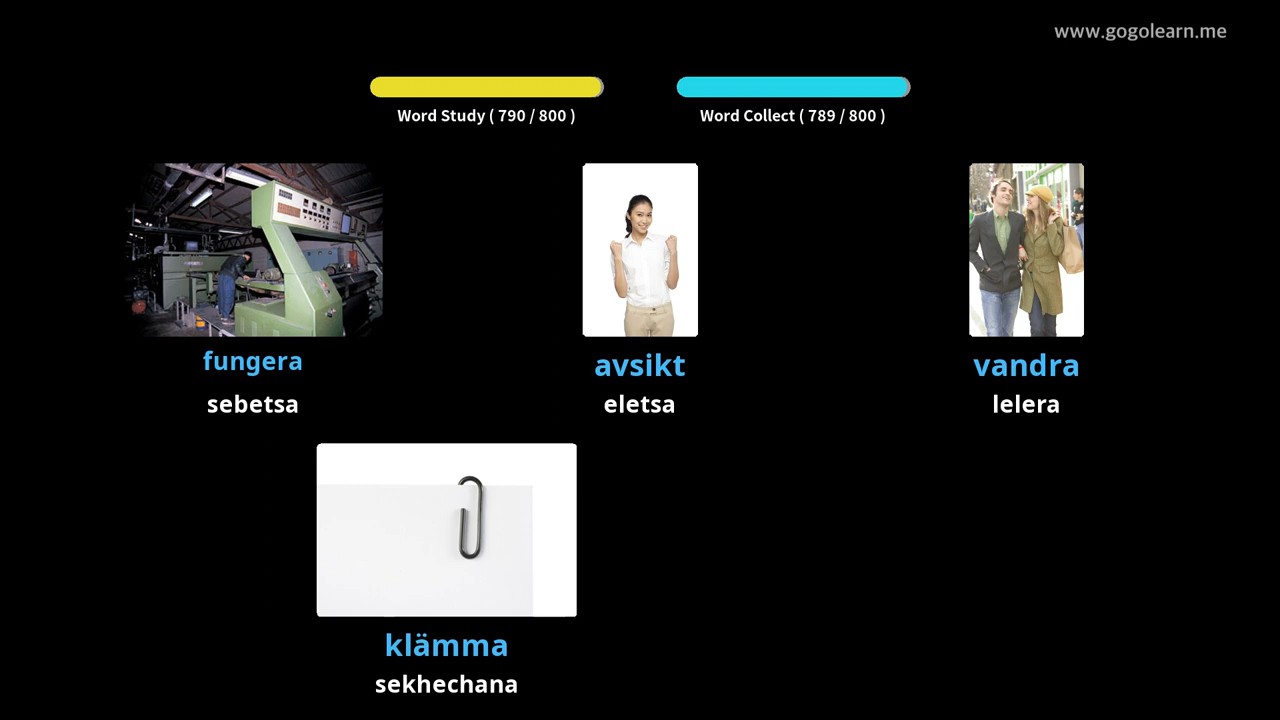 www.gogolearn.me
Word Study ( 790 / 800 )
Word Collect ( 789 / 800 )
fungera
sebetsa
avsikt
eletsa
vandra
lelera
klämma
sekhechana